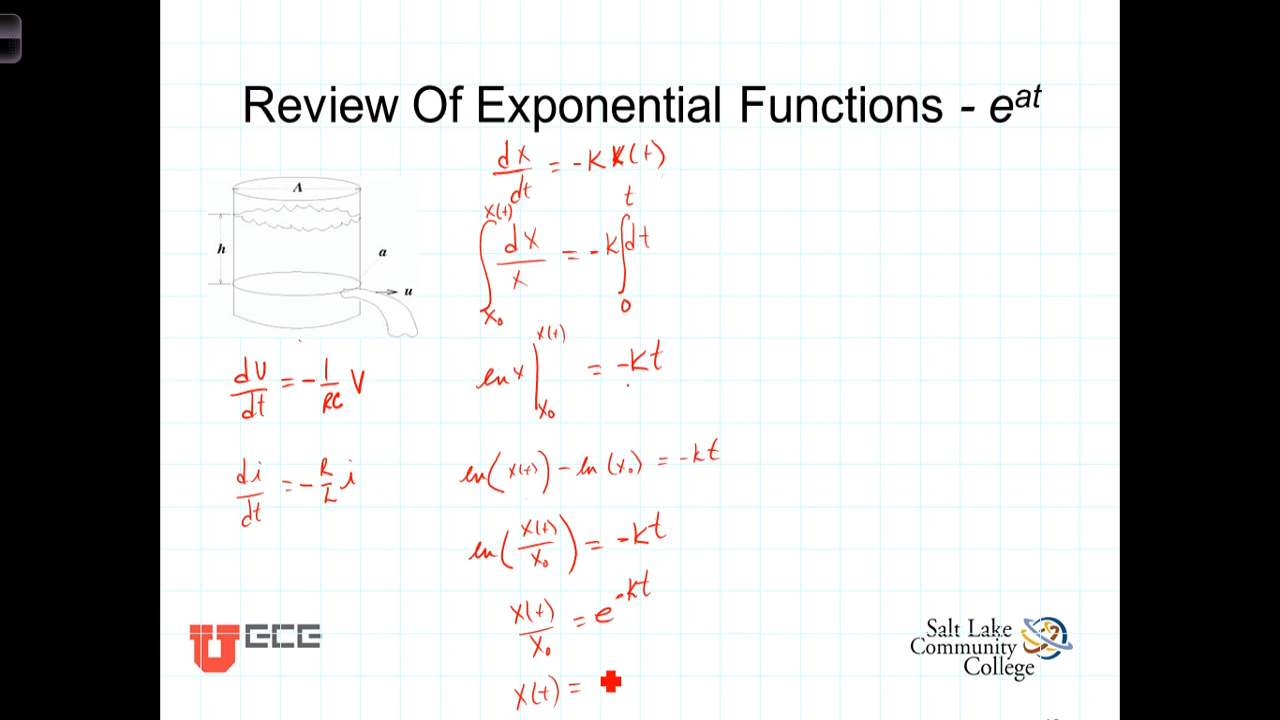 Review Of Exponential Functions - e^at
A
h
a
u
dx/dt = -k x(t)
∫_{x₀}^{x(t)} dx/x = -k ∫_0^t dt
ln x |_{x₀}^{x(t)} = -kt
ln(x(t)) - ln(x₀) = -kt
ln(x(t)/x₀) = -kt
x(t)/x₀ = e^-kt
x(t) =
dv/dt = -1/RC V
di/dt = -R/L i
U ECE
Salt Lake
Community
College